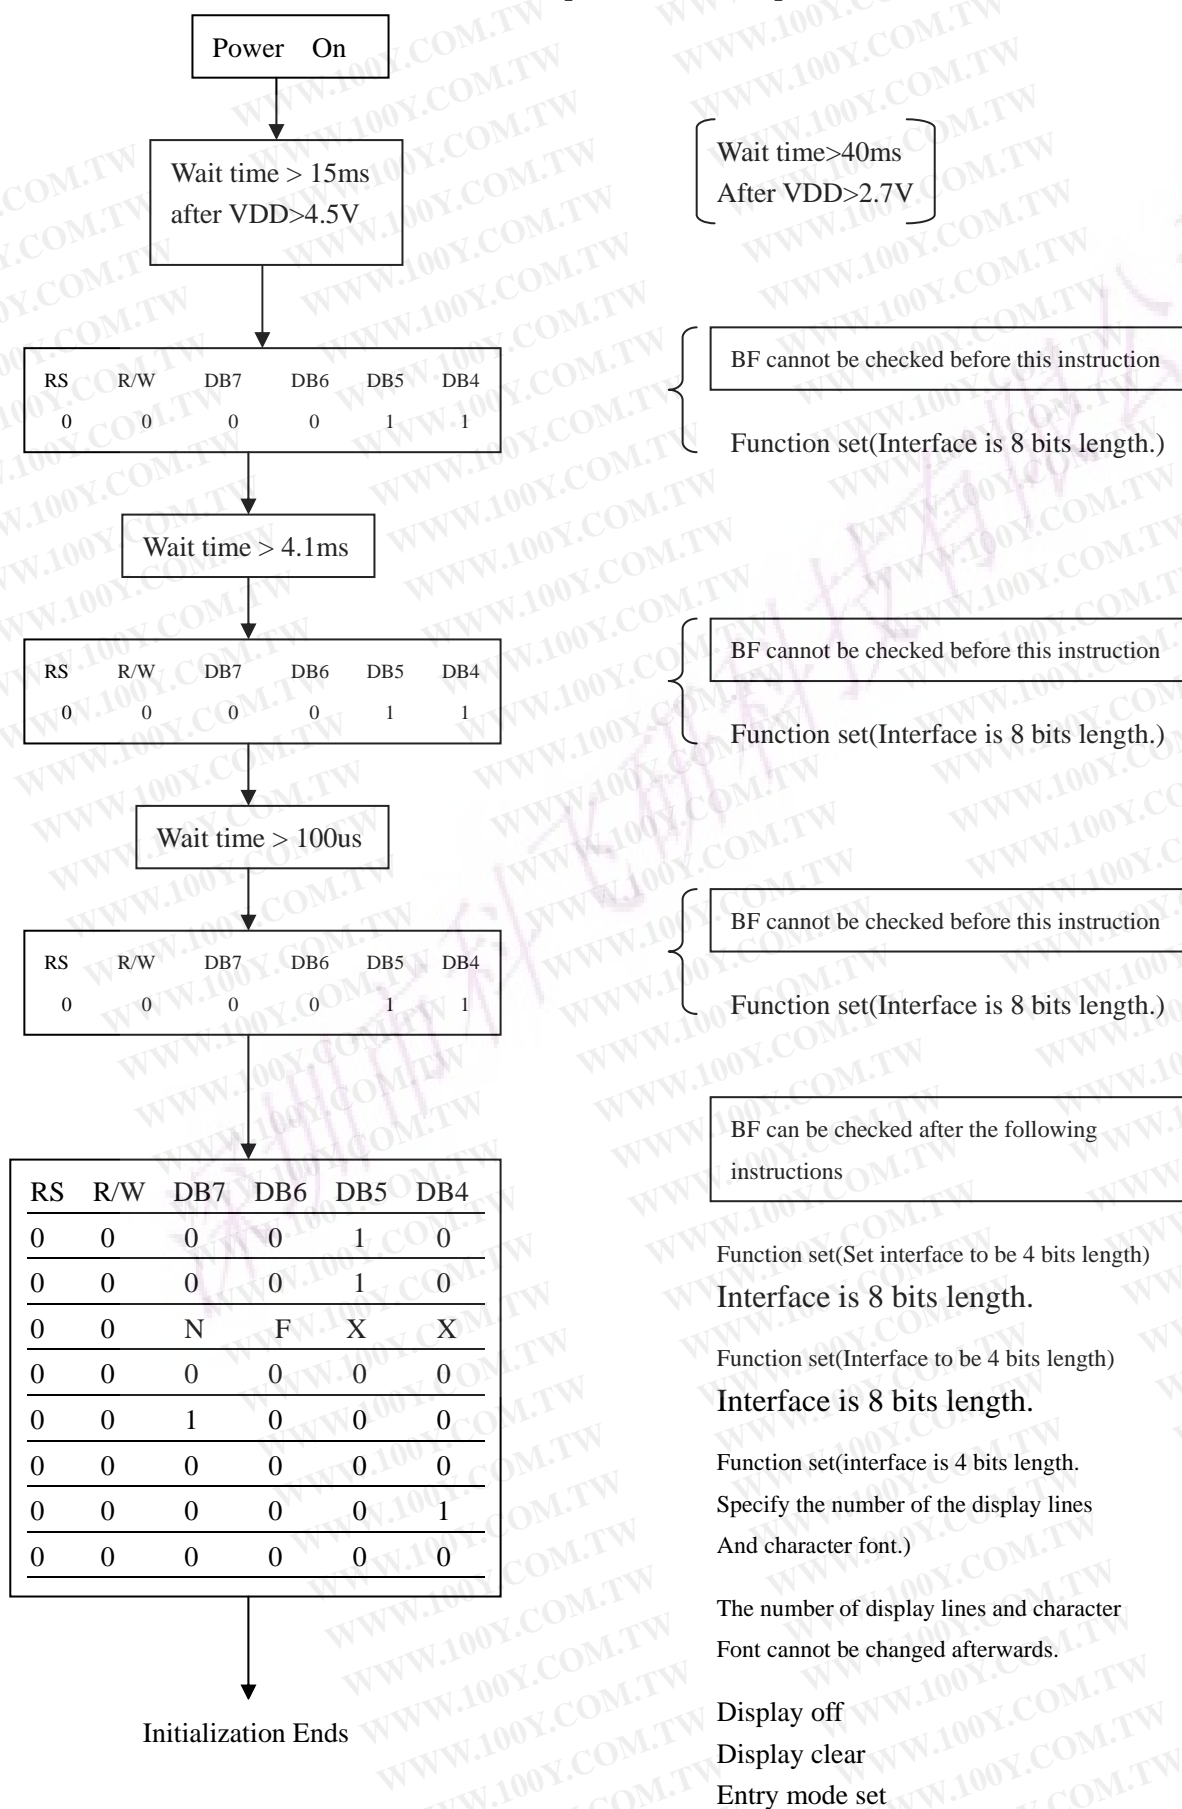 Power On
Wait time > 15ms
after VDD>4.5V
Wait time>40ms
After VDD>2.7V
RS R/W DB7 DB6 DB5 DB4
0 0 0 0 1 1
BF cannot be checked before this instruction
Function set(Interface is 8 bits length.)
Wait time > 4.1ms
RS R/W DB7 DB6 DB5 DB4
0 0 0 0 1 1
BF cannot be checked before this instruction
Function set(Interface is 8 bits length.)
Wait time > 100us
RS R/W DB7 DB6 DB5 DB4
0 0 0 0 1 1
BF cannot be checked before this instruction
Function set(Interface is 8 bits length.)
RS R/W DB7 DB6 DB5 DB4
0 0 0 0 1 0
0 0 0 0 1 0
0 0 N F X X
0 0 0 0 0 0
0 0 1 0 0 0
0 0 0 0 0 0
0 0 0 0 0 1
0 0 0 0 0 0
Initialization Ends
BF can be checked after the following
instructions
Function set(Set interface to be 4 bits length)
Interface is 8 bits length.
Function set(Interface to be 4 bits length)
Interface is 8 bits length.
Function set(interface is 4 bits length.
Specify the number of the display lines
And character font.)
The number of display lines and character
Font cannot be changed afterwards.
Display off
Display clear
Entry mode set
WWW.100Y.COM.TW